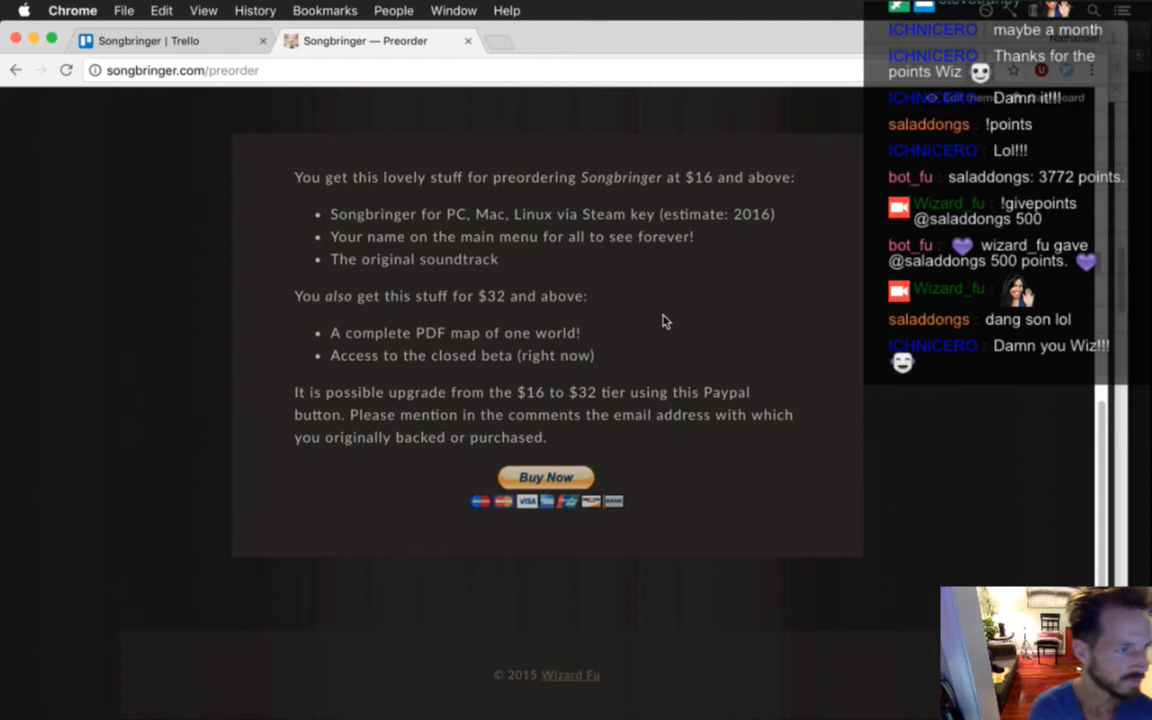 Chrome File Edit View History Bookmarks People Window Help
Songbringer | Trello
Songbringer — Preorder
songbringer.com/preorder
You get this lovely stuff for preordering Songbringer at $16 and above:
• Songbringer for PC, Mac, Linux via Steam key (estimate: 2016)
• Your name on the main menu for all to see forever!
• The original soundtrack
You also get this stuff for $32 and above:
• A complete PDF map of one world!
• Access to the closed beta (right now)
It is possible upgrade from the $16 to $32 tier using this Paypal
button. Please mention in the comments the email address with which
you originally backed or purchased.
Buy Now
VISA
© 2015 Wizard Fu
ICHNICERO : maybe a month
ICHNICERO : Thanks for the
points Wiz
ICHNICERO : Damn it!!!
saladdongs : !points
ICHNICERO : Lol!!!
bot_fu : saladdongs: 3772 points.
Wizard_fu : !givepoints
@saladdongs 500
bot_fu : wizard_fu gave
@saladdongs 500 points.
Wizard_fu :
saladdongs : dang son lol
ICHNICERO : Damn you Wiz!!!